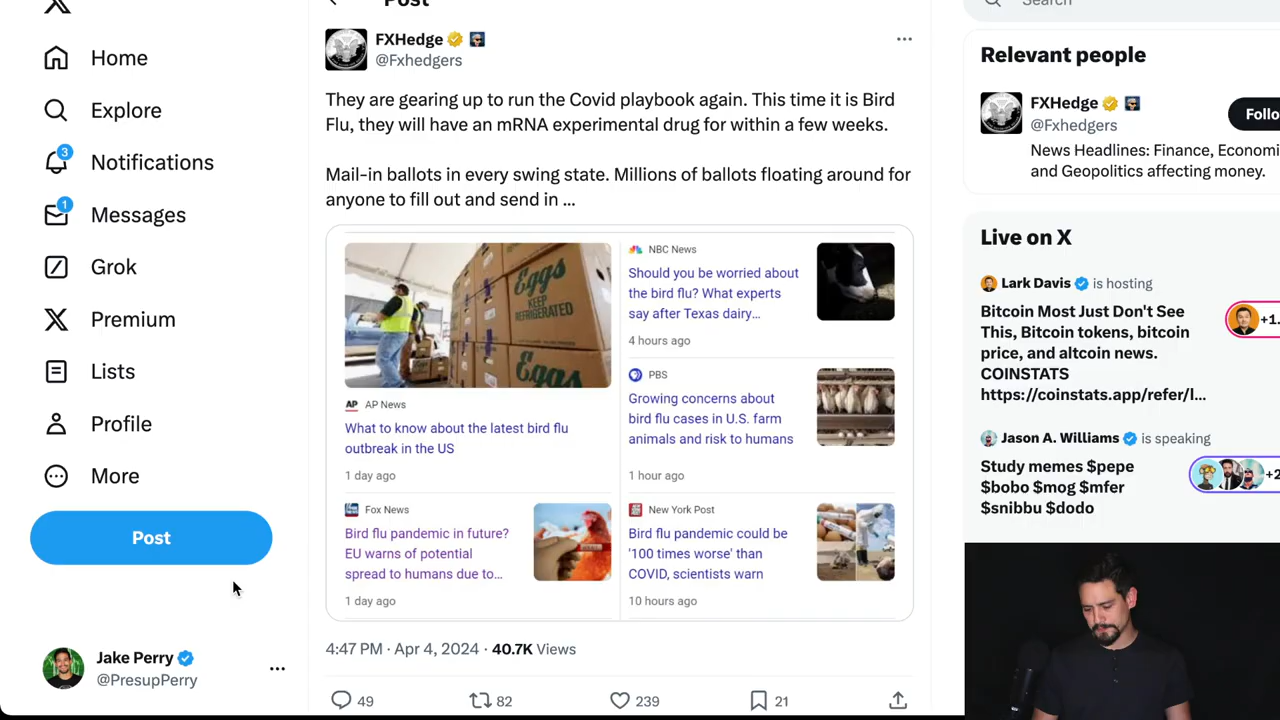 Post
Search
Home
Explore
3
Notifications
1
Messages
Grok
Premium
Lists
Profile
More
Post
Jake Perry
@PresupPerry
FXHedge
@Fxhedgers
They are gearing up to run the Covid playbook again. This time it is Bird
Flu, they will have an mRNA experimental drug for within a few weeks.
Mail-in ballots in every swing state. Millions of ballots floating around for
anyone to fill out and send in ...
Eggs
KEEP
REFRIGERATED
Eggs
AP AP News
What to know about the latest bird flu
outbreak in the US
1 day ago
NBC News
Should you be worried about
the bird flu? What experts
say after Texas dairy...
4 hours ago
PBS
Growing concerns about
bird flu cases in U.S. farm
animals and risk to humans
1 hour ago
Fox News
Bird flu pandemic in future?
EU warns of potential
spread to humans due to...
1 day ago
New York Post
Bird flu pandemic could be
'100 times worse' than
COVID, scientists warn
10 hours ago
4:47 PM · Apr 4, 2024 · 40.7K Views
49
82
239
21
Relevant people
FXHedge
@Fxhedgers
Follo
News Headlines: Finance, Economi
and Geopolitics affecting money.
Live on X
Lark Davis is hosting
Bitcoin Most Just Don't See
This, Bitcoin tokens, bitcoin
price, and altcoin news.
COINSTATS
https://coinstats.app/refer/l...
+1.
Jason A. Williams is speaking
Study memes $pepe
$bobo $mog $mfer
$snibbu $dodo
+2